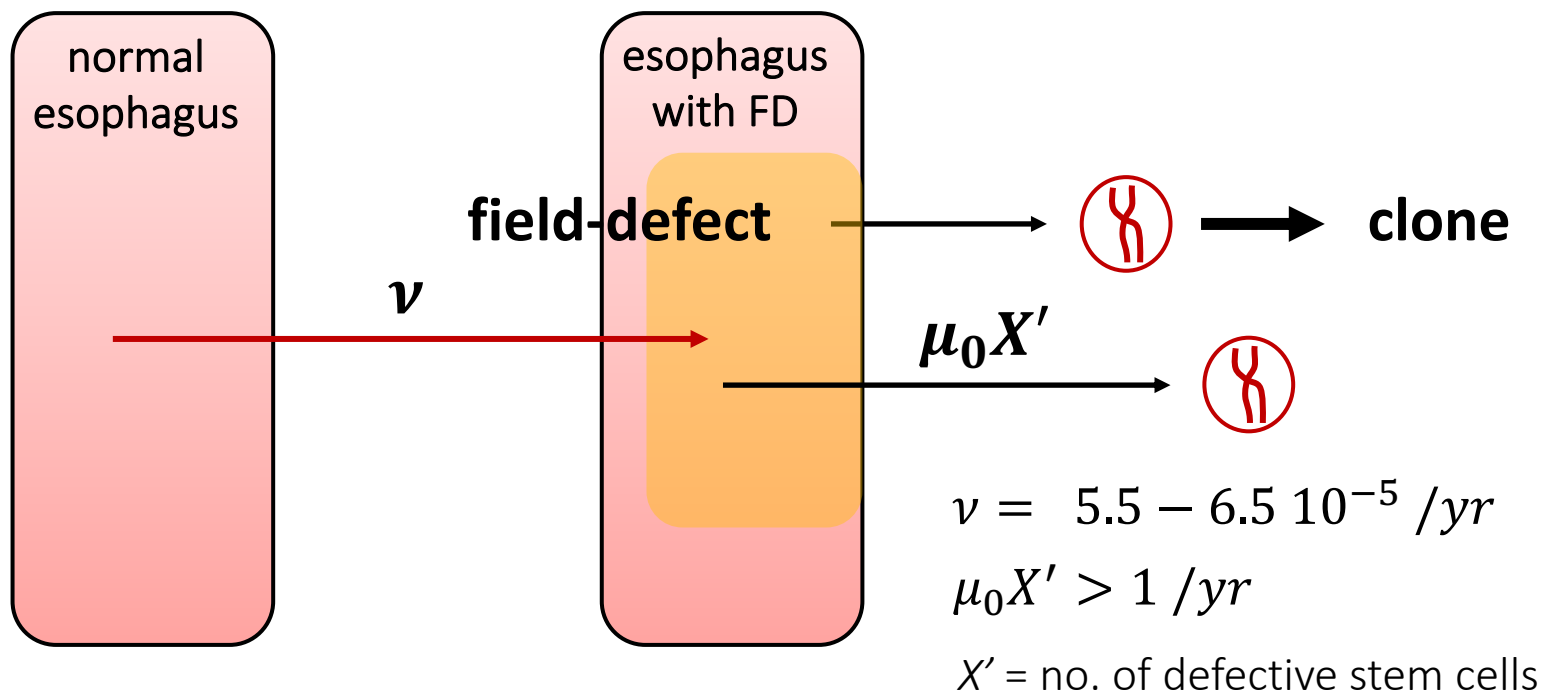 normal
esophagus
esophagus
with FD
field-defect
clone
ν
μ₀X′
ν = 5.5 − 6.5 10⁻⁵ /yr
μ₀X′ > 1 /yr
X′ = no. of defective stem cells